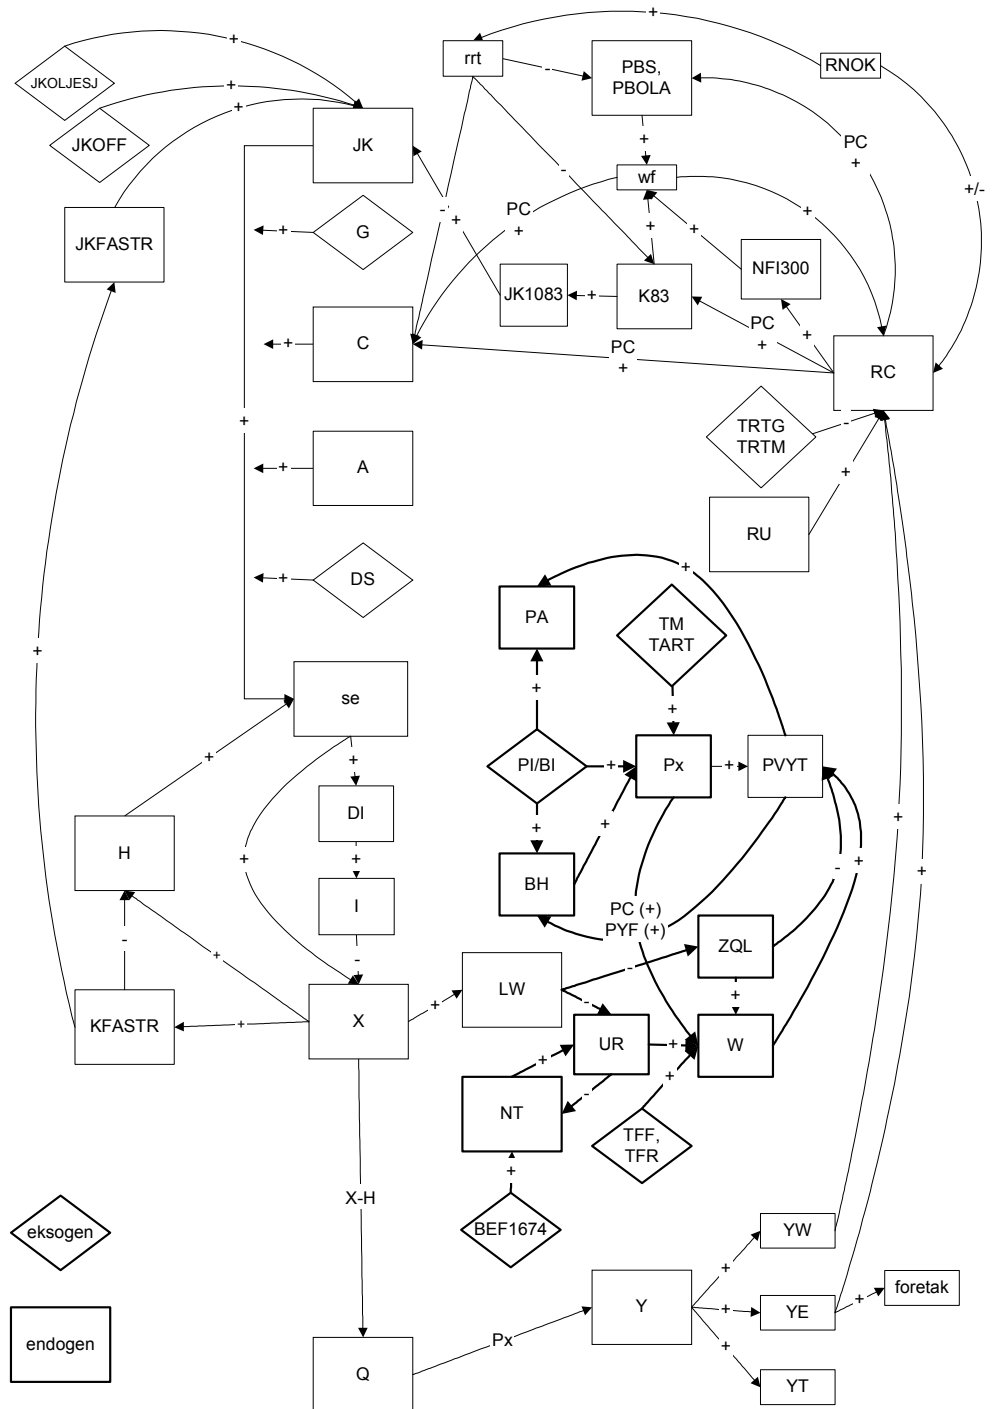 +
rrt
RNOK
JKOLJESJ
+
-
PBS,
PBOLA
JKOFF
+
+
JK
+
PC
+
wf
-
+/-
JKFASTR
+
G
-
+
PC
+
+
+
+
NFI300
JK1083
+
K83
PC
+
+
+
C
PC
+
RC
+
TRTG
TRTM
-
+
A
+
RU
+
DS
+
PA
TM
TART
+
+
se
+
+
+
PI/BI
+
Px
+
PVYT
DI
+
+
+
H
+
+
I
BH
-
+
+
+
PC (+)
PYF (+)
-
+
-
ZQL
LW
-
-
+
KFASTR
+
X
+
UR
+
W
+
-
+
NT
TFF,
TFR
+
X-H
BEF1674
eksogen
YW
+
Y
+
YE
+
foretak
endogen
Px
+
Q
YT